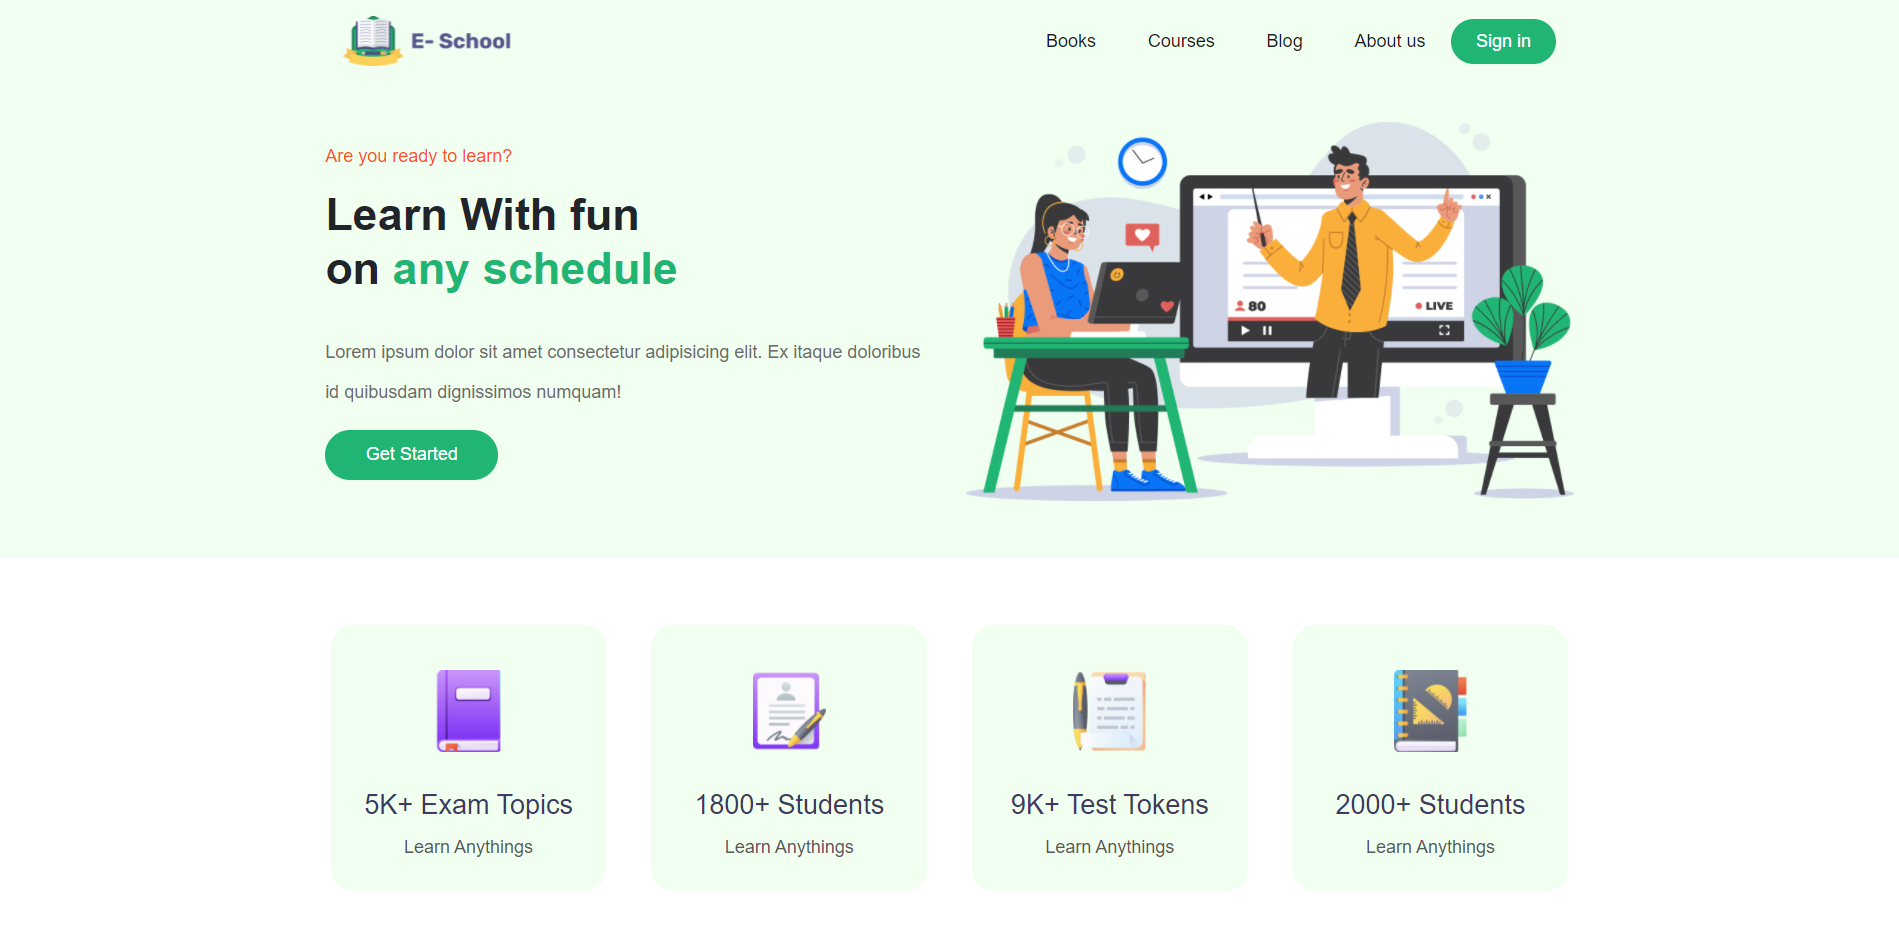 E- School
Books
Courses
Blog
About us
Sign in
Are you ready to learn?
Learn With fun
on any schedule
Lorem ipsum dolor sit amet consectetur adipisicing elit. Ex itaque doloribus
id quibusdam dignissimos numquam!
Get Started
80
LIVE
5K+ Exam Topics
Learn Anythings
1800+ Students
Learn Anythings
9K+ Test Tokens
Learn Anythings
2000+ Students
Learn Anythings